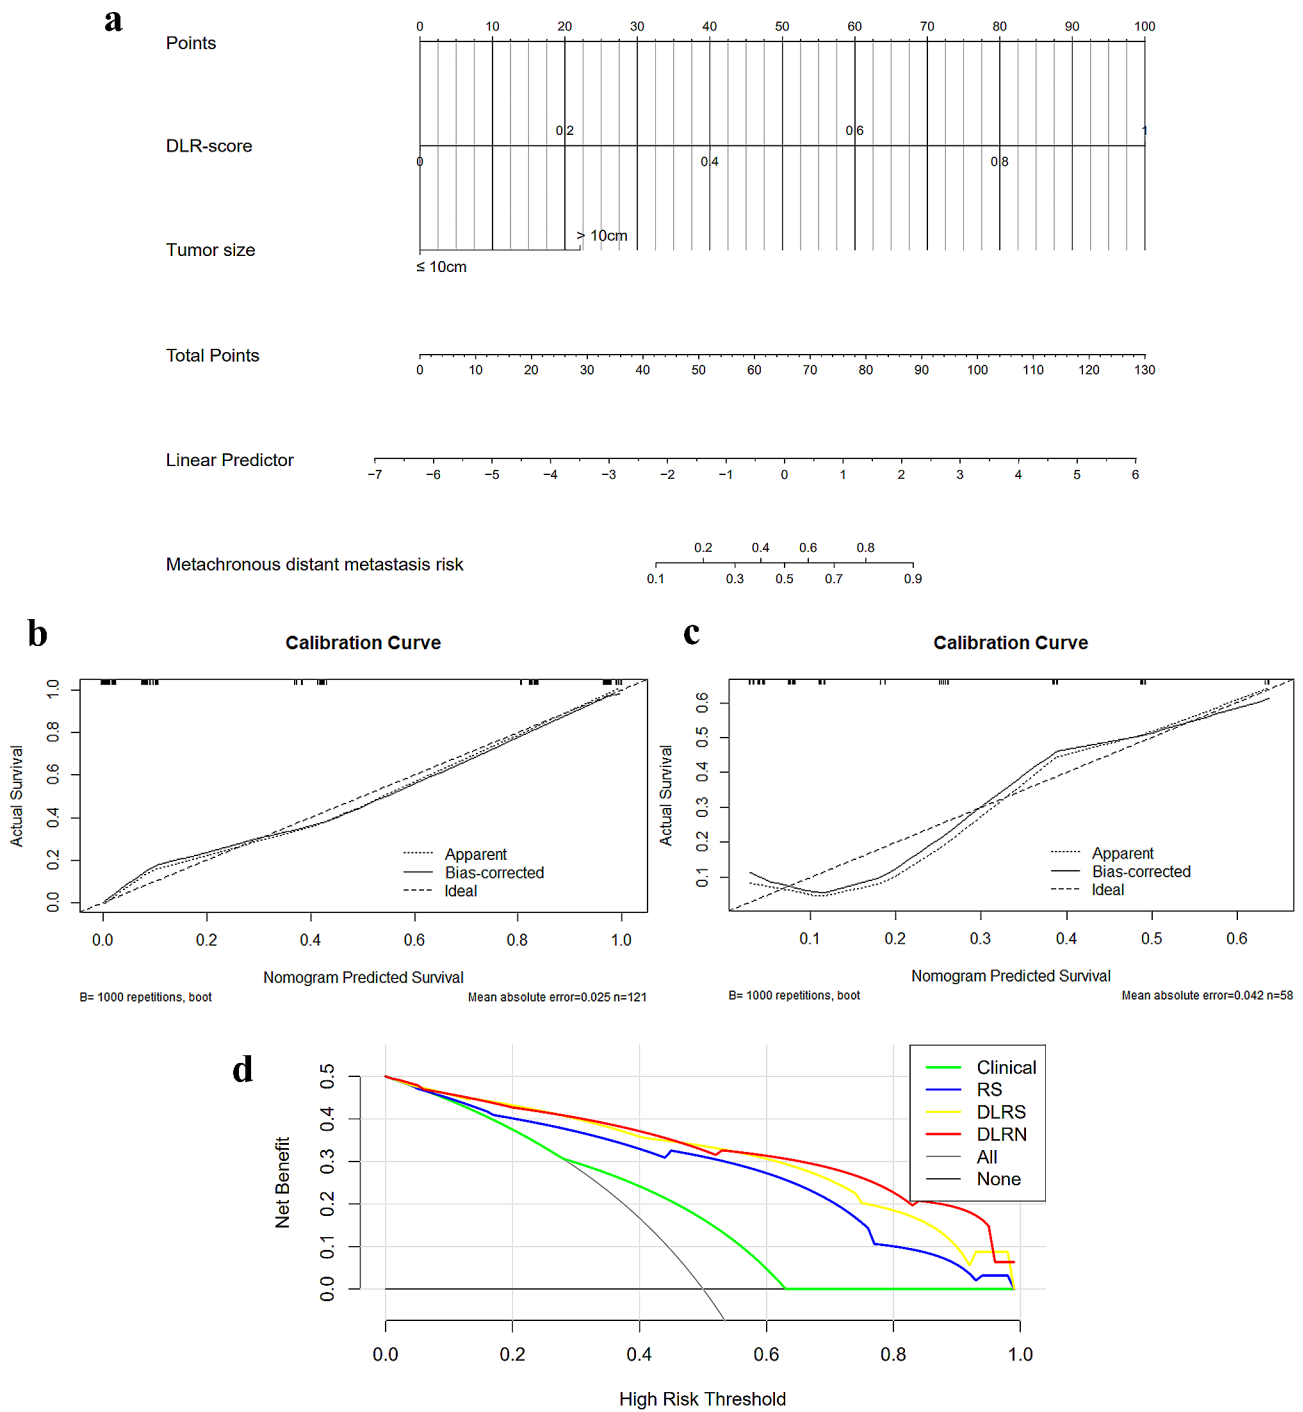 a
Points
0 10 20 30 40 50 60 70 80 90 100
DLR-score
0 0.2 0.4 0.6 0.8 1
Tumor size
> 10cm
≤ 10cm
Total Points
0 10 20 30 40 50 60 70 80 90 100 110 120 130
Linear Predictor
−7 −6 −5 −4 −3 −2 −1 0 1 2 3 4 5 6
Metachronous distant metastasis risk
0.2 0.4 0.6 0.8
0.1 0.3 0.5 0.7 0.9
b
Calibration Curve
Actual Survival
0.0 0.2 0.4 0.6 0.8 1.0
Apparent
Bias-corrected
Ideal
0.0 0.2 0.4 0.6 0.8 1.0
Nomogram Predicted Survival
B= 1000 repetitions, boot
Mean absolute error=0.025 n=121
c
Calibration Curve
Actual Survival
0.1 0.2 0.3 0.4 0.5 0.6
Apparent
Bias-corrected
Ideal
0.1 0.2 0.3 0.4 0.5 0.6
Nomogram Predicted Survival
B= 1000 repetitions, boot
Mean absolute error=0.042 n=58
d
Net Benefit
0.0 0.1 0.2 0.3 0.4 0.5
Clinical
RS
DLRS
DLRN
All
None
0.0 0.2 0.4 0.6 0.8 1.0
High Risk Threshold